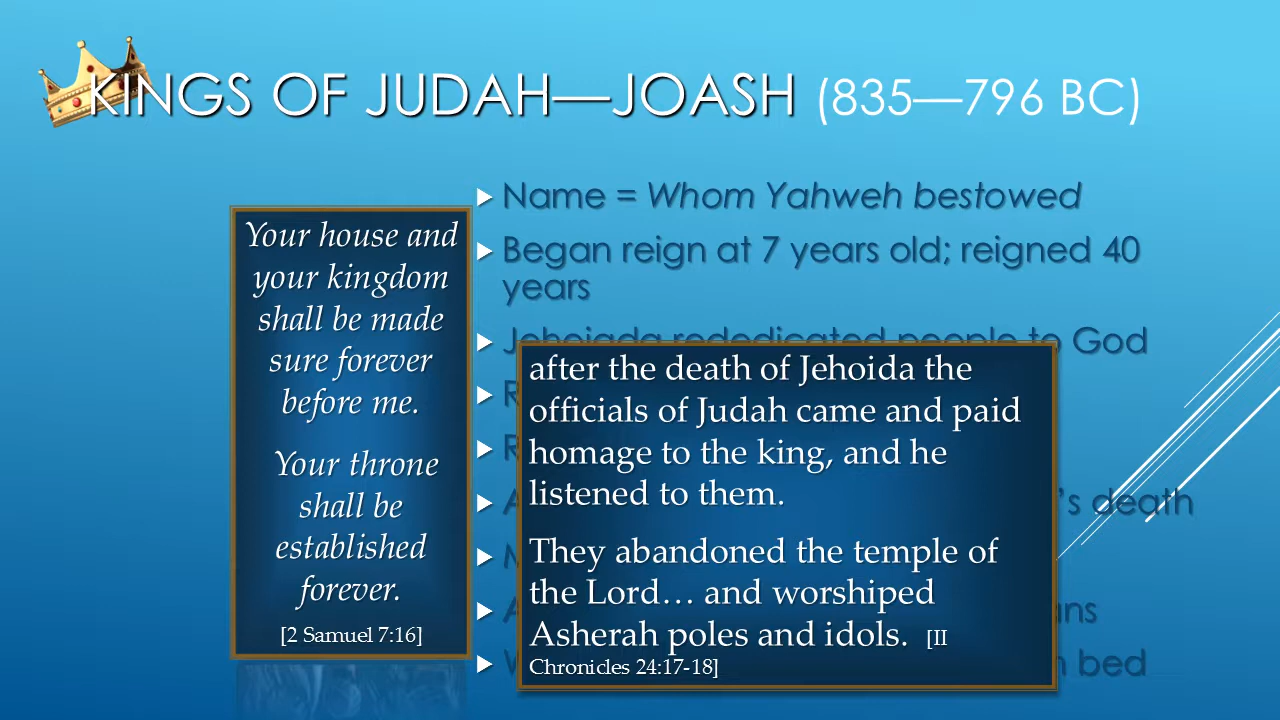 KINGS OF JUDAH—JOASH (835—796 BC)
Your house and
your kingdom
shall be made
sure forever
before me.
Your throne
shall be
established
forever.
[2 Samuel 7:16]
Name = Whom Yahweh bestowed
Began reign at 7 years old; reigned 40
years
Jehoiada rededicated people to God
after the death of Jehoida the
officials of Judah came and paid
homage to the king, and he
listened to them.
They abandoned the temple of
the Lord… and worshiped
Asherah poles and idols. [II
Chronicles 24:17-18]
's death
bed